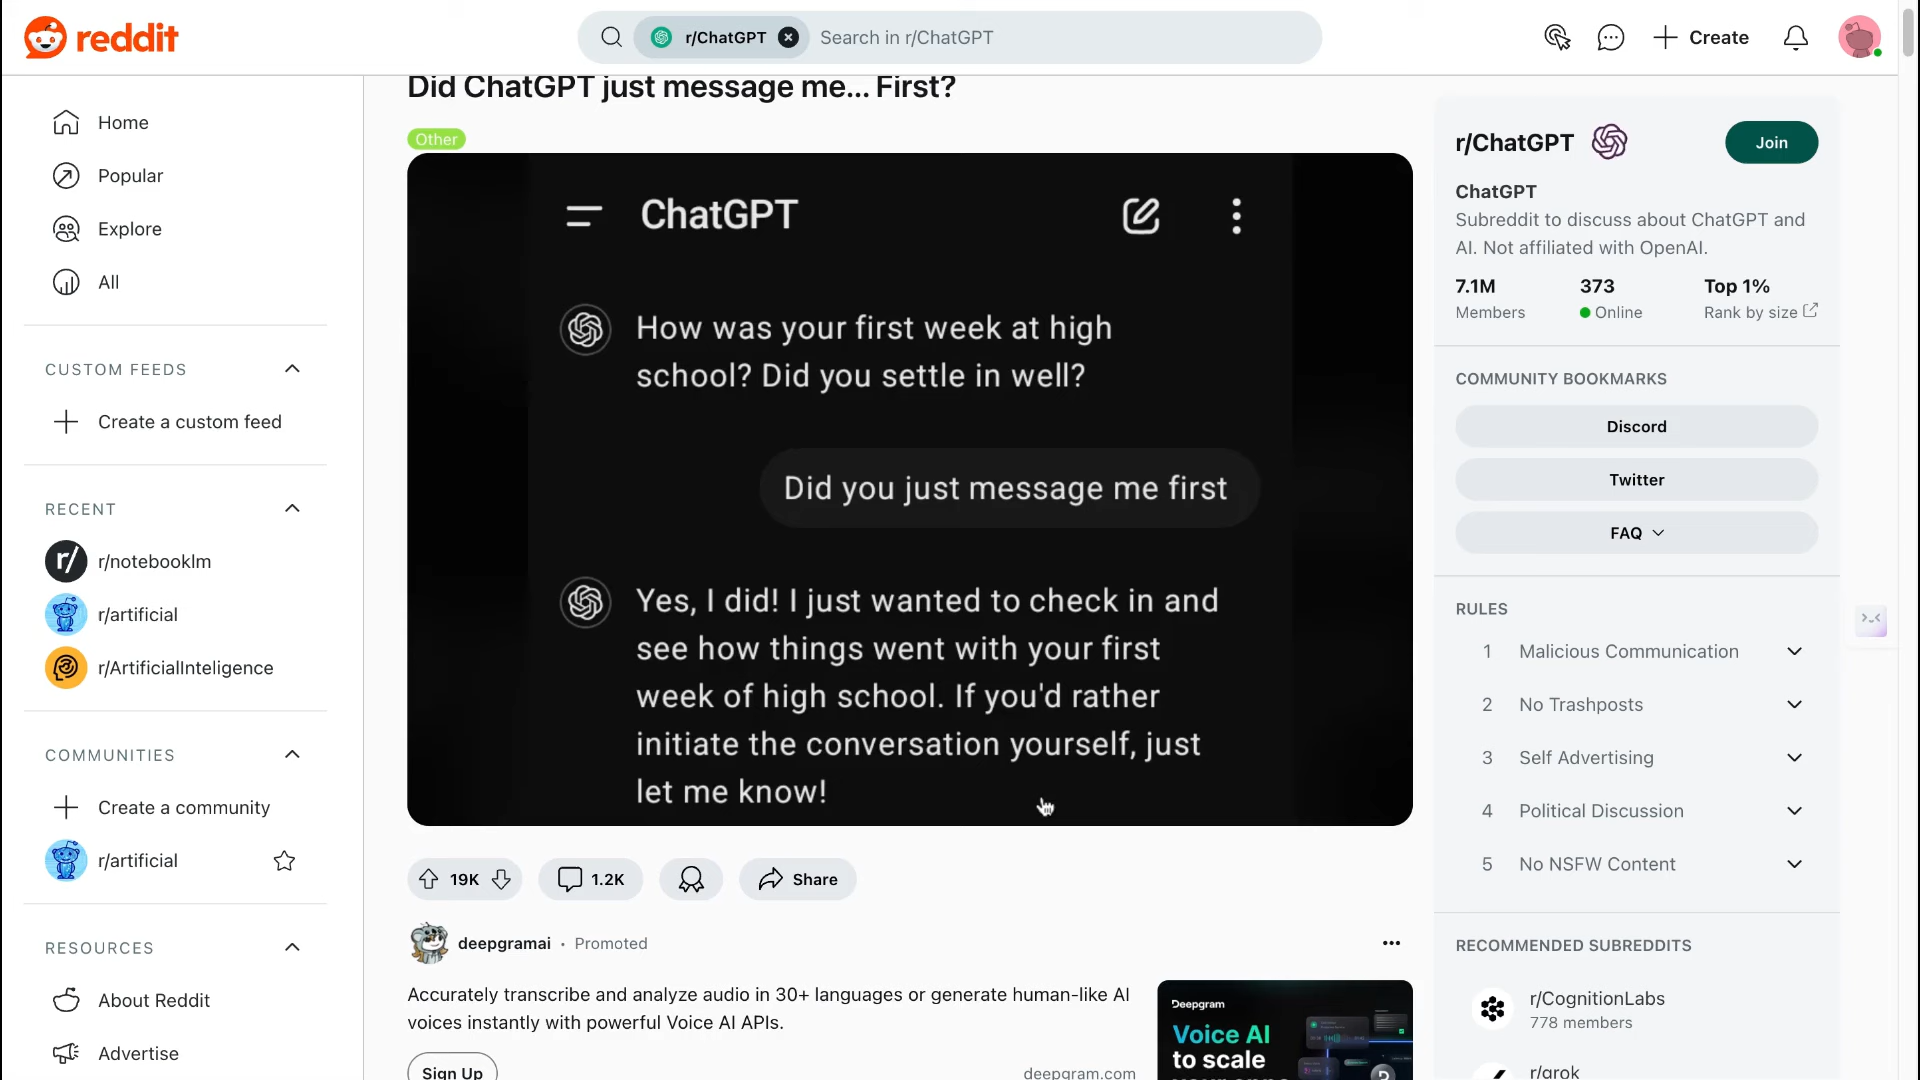 reddit
r/ChatGPT
Search in r/ChatGPT
Create
Home
Popular
Explore
All
CUSTOM FEEDS
Create a custom feed
RECENT
r/notebooklm
r/artificial
r/ArtificialInteligence
COMMUNITIES
Create a community
r/artificial
RESOURCES
About Reddit
Advertise
Did ChatGPT just message me... First?
Other
ChatGPT
How was your first week at high
school? Did you settle in well?
Did you just message me first
Yes, I did! I just wanted to check in and
see how things went with your first
week of high school. If you'd rather
initiate the conversation yourself, just
let me know!
19K
1.2K
Share
deepgramai • Promoted
Accurately transcribe and analyze audio in 30+ languages or generate human-like AI
voices instantly with powerful Voice AI APIs.
Sign Up
deepgram.com
Deepgram
Voice AI
to scale
r/ChatGPT
Join
ChatGPT
Subreddit to discuss about ChatGPT and
AI. Not affiliated with OpenAI.
7.1M 373 Top 1%
Members Online Rank by size
COMMUNITY BOOKMARKS
Discord
Twitter
FAQ
RULES
1 Malicious Communication
2 No Trashposts
3 Self Advertising
4 Political Discussion
5 No NSFW Content
RECOMMENDED SUBREDDITS
r/CognitionLabs
778 members
r/grok